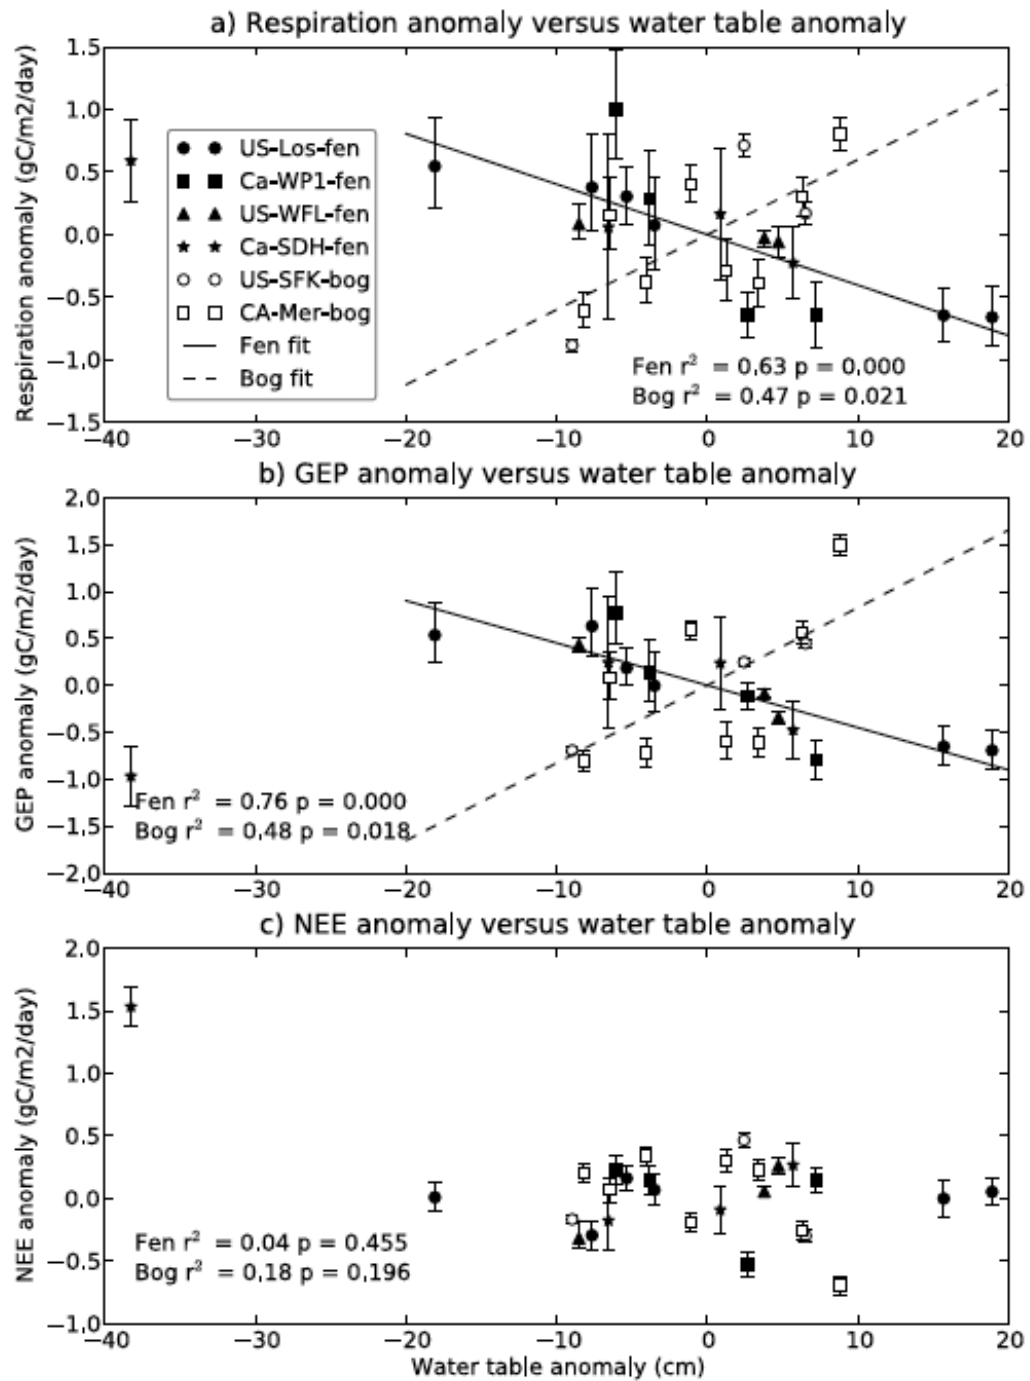 a) Respiration anomaly versus water table anomaly
Respiration anomaly (gC/m2/day)
1.5
1.0
0.5
0.0
−0.5
−1.0
−1.5
US-Los-fen
Ca-WP1-fen
US-WFL-fen
Ca-SDH-fen
US-SFK-bog
CA-Mer-bog
Fen fit
Bog fit
Fen r² = 0.63 p = 0.000
Bog r² = 0.47 p = 0.021
−40 −30 −20 −10 0 10 20
b) GEP anomaly versus water table anomaly
GEP anomaly (gC/m2/day)
2.0
1.5
1.0
0.5
0.0
−0.5
−1.0
−1.5
−2.0
Fen r² = 0.76 p = 0.000
Bog r² = 0.48 p = 0.018
−40 −30 −20 −10 0 10 20
c) NEE anomaly versus water table anomaly
NEE anomaly (gC/m2/day)
2.0
1.5
1.0
0.5
0.0
−0.5
−1.0
Fen r² = 0.04 p = 0.455
Bog r² = 0.18 p = 0.196
−40 −30 −20 −10 0 10 20
Water table anomaly (cm)